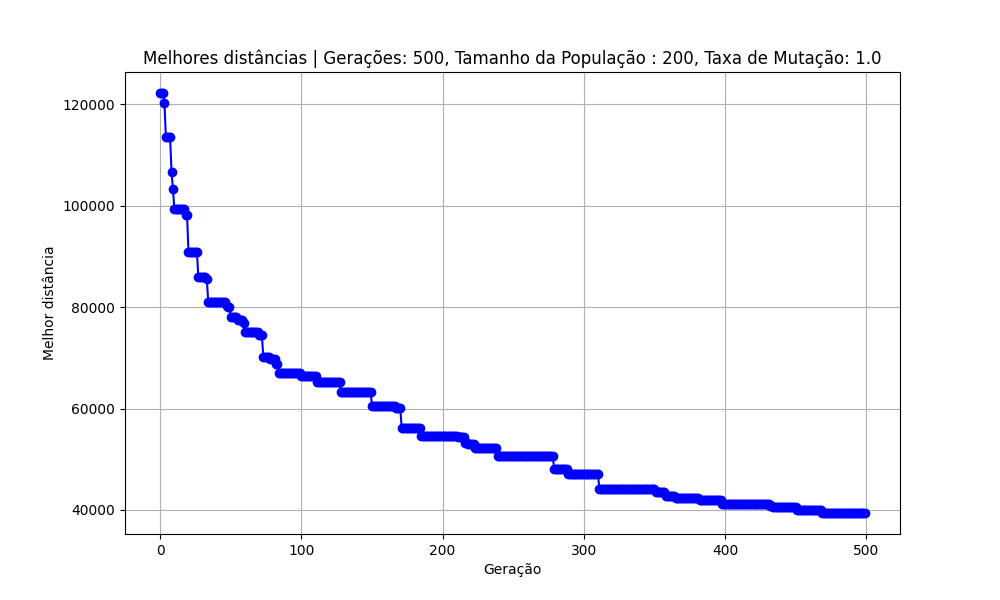 Melhores distâncias | Gerações: 500, Tamanho da População : 200, Taxa de Mutação: 1.0
120000
100000
80000
60000
40000
Melhor distância
0 100 200 300 400 500
Geração